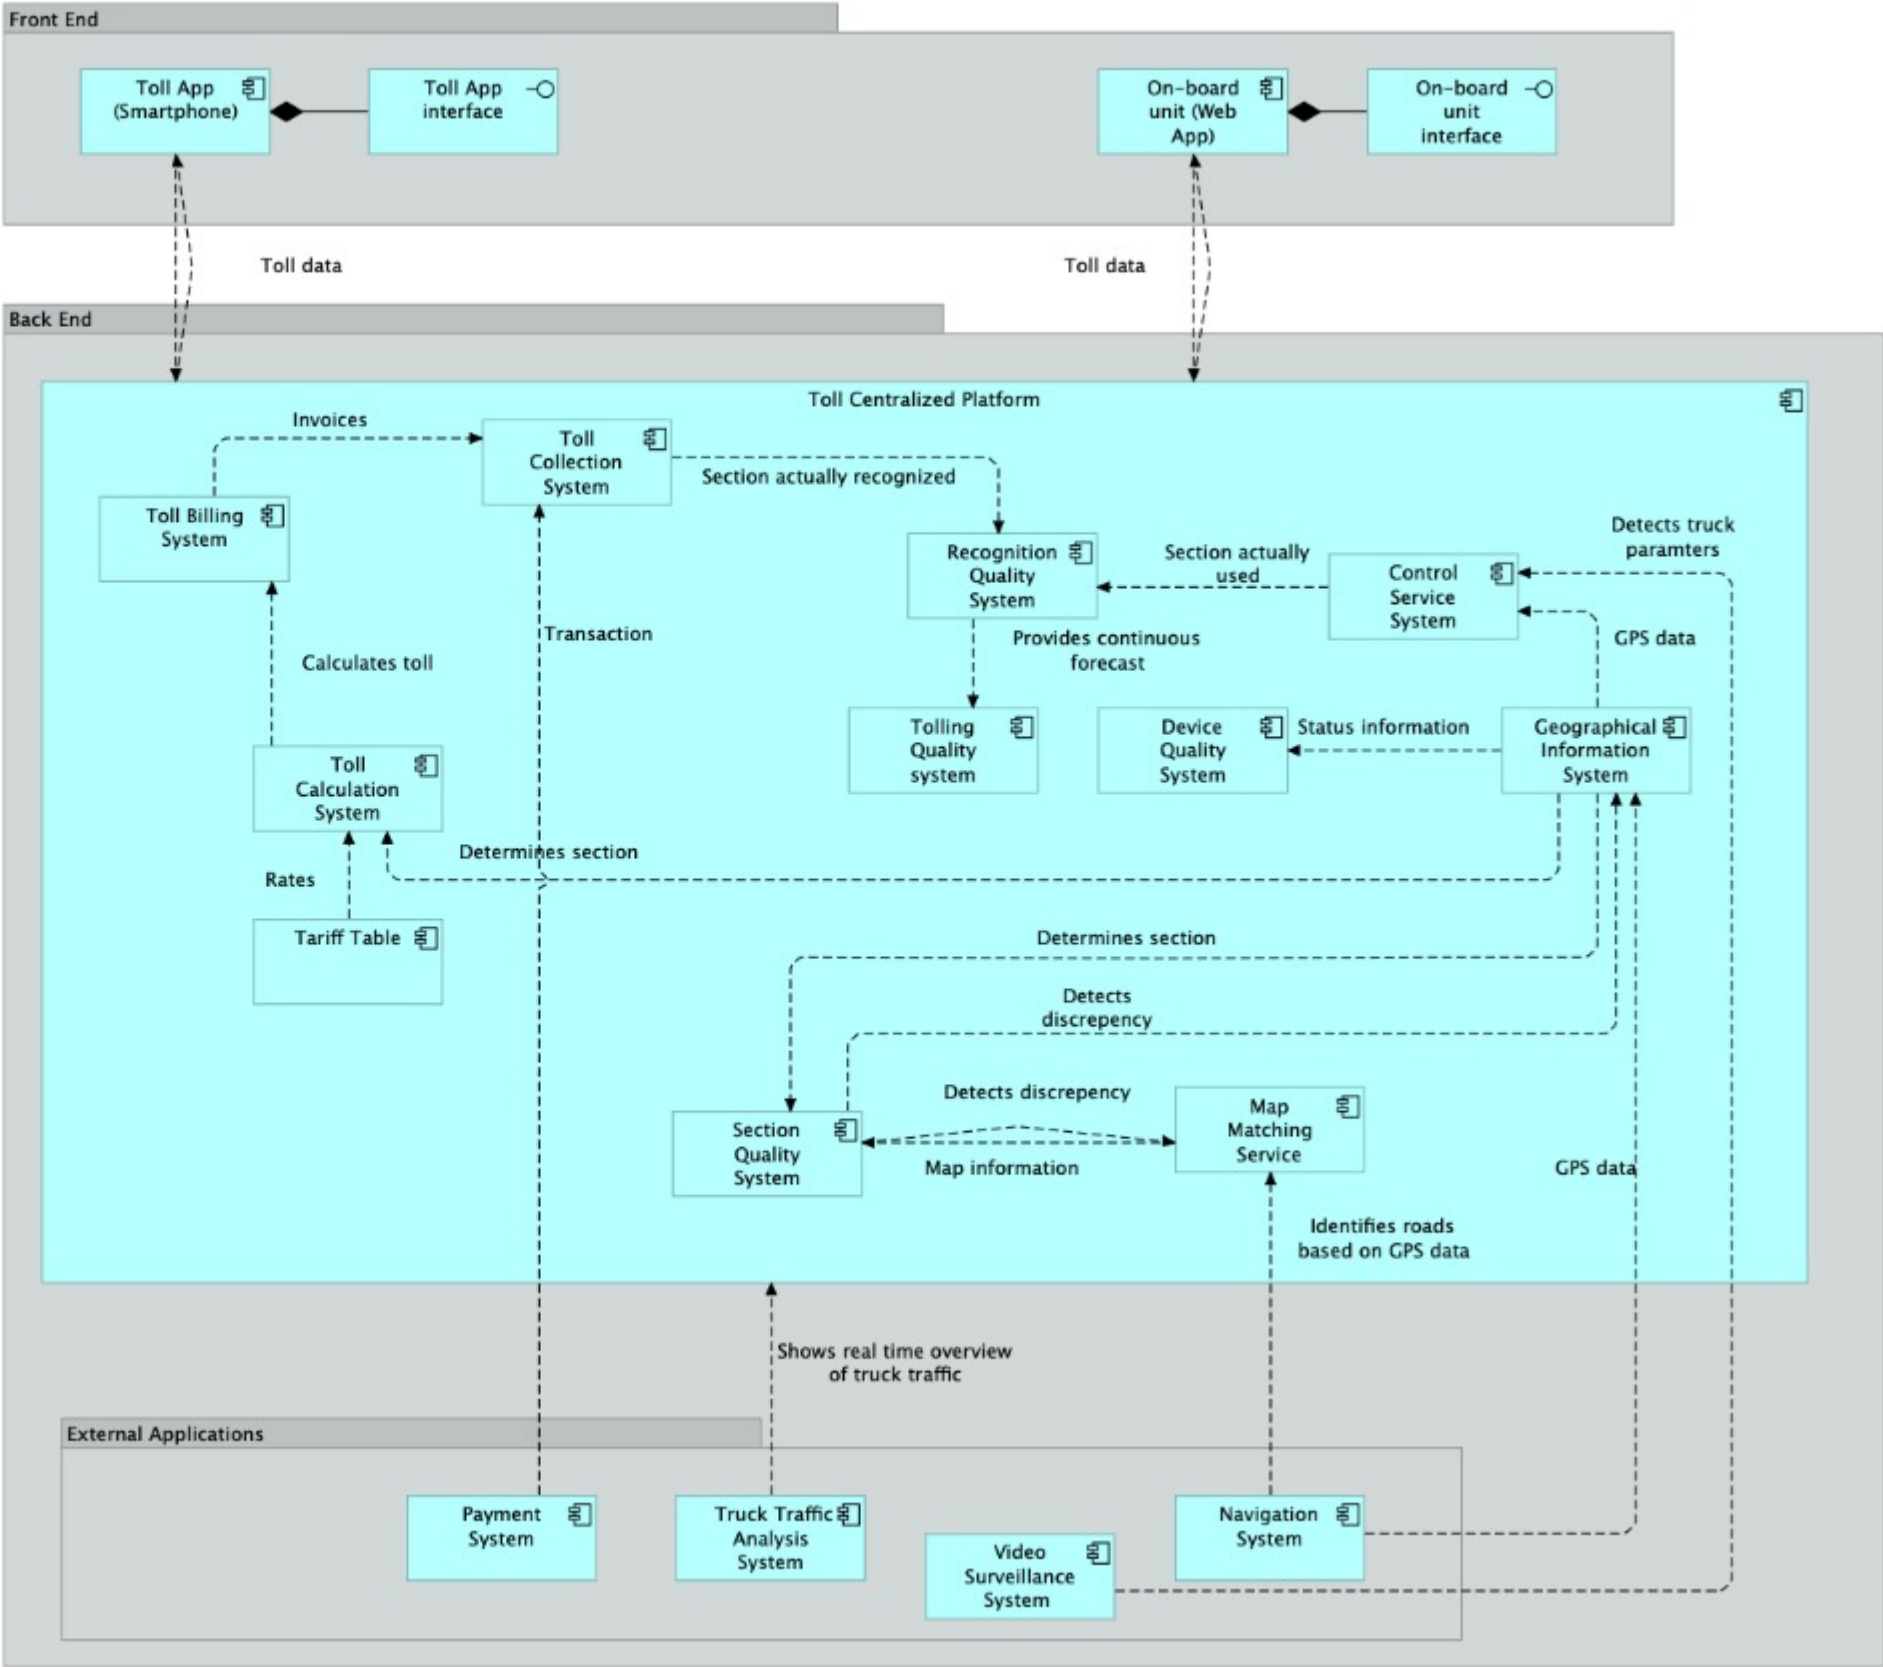 Front End
Toll App
(Smartphone)
Toll App
interface
On-board
unit (Web
App)
On-board
unit
interface
Toll data
Toll data
Back End
Toll Centralized Platform
Invoices
Toll
Collection
System
Section actually recognized
Toll Billing
System
Detects truck
paramters
Recognition
Quality
System
Section actually
used
Control
Service
System
Transaction
Provides continuous
forecast
GPS data
Calculates toll
Tolling
Quality
system
Device
Quality
System
Status information
Geographical
Information
System
Toll
Calculation
System
Determines section
Rates
Tariff Table
Determines section
Detects
discrepency
Detects discrepency
Map
Matching
Service
Section
Quality
System
Map information
GPS data
Identifies roads
based on GPS data
Shows real time overview
of truck traffic
External Applications
Payment
System
Truck Traffic
Analysis
System
Video
Surveillance
System
Navigation
System